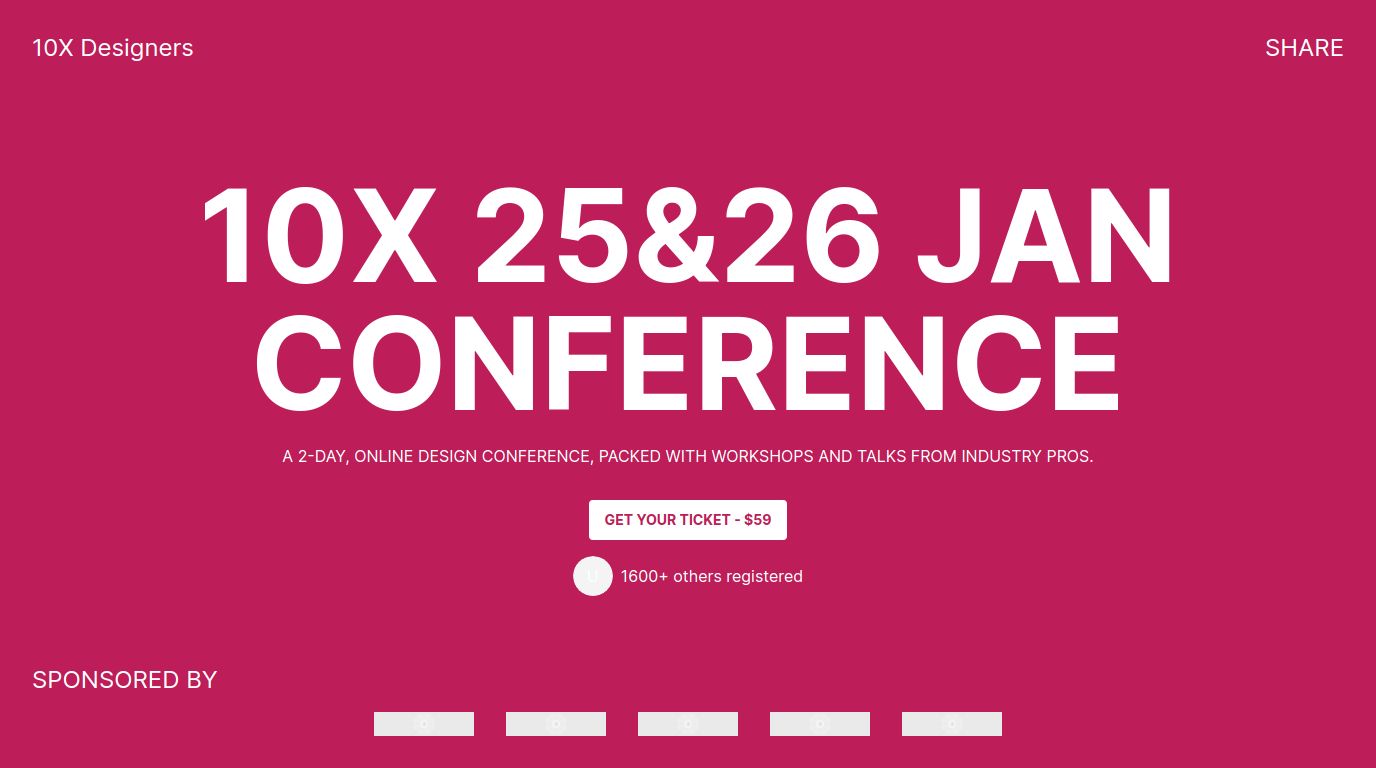 10X Designers
SHARE
10X 25&26 JAN
CONFERENCE
A 2-DAY, ONLINE DESIGN CONFERENCE, PACKED WITH WORKSHOPS AND TALKS FROM INDUSTRY PROS.
GET YOUR TICKET - $59
U
1600+ others registered
SPONSORED BY